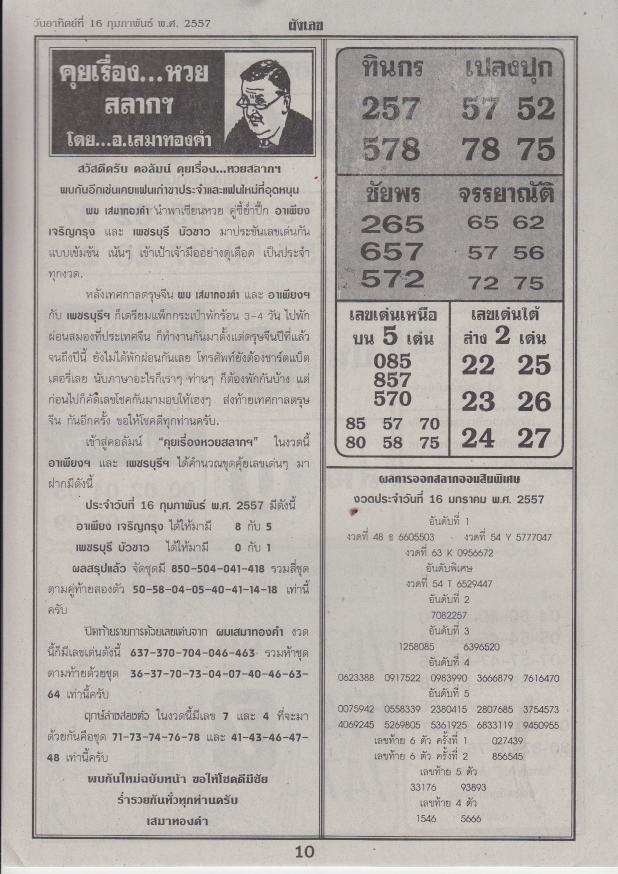 วันอาทิตย์ที่ 16 กุมภาพันธ์ พ.ศ. 2557
ผังเลข
คุยเรื่อง...หวย
สลากฯ
โดย...อ.เสมาทองคำ
สวัสดีครับ คอลัมน์ คุยเรื่อง...หวยสลากฯ
พบกันอีกเช่นเคยแฟนเก่าขาประจำและแฟนใหม่ที่อุดหนุน
ผม เสมาทองคำ นำพาเซียนหวย คู่ซี้ย่ำปึ้ก อาเพียง
เจริญกรุง และ เพชรบุรี บัวขาว มาประชันเลขเด่นกัน
แบบเข้มข้น เน้นๆ เข้าเป้าเจ้ามืออย่างดุเดือด เป็นประจำ
ทุกงวด.
หลังเทศกาลตรุษจีน ผม เสมาทองคำ และ อาเพียงฯ
กับ เพชรบุรีฯ ก็เตรียมแพ็กกระเป๋าพักร้อน 3-4 วัน ไปพัก
ผ่อนสมองที่ประเทศจีน ก็ทำงานกันมาตั้งแต่ตรุษจีนปีที่แล้ว
จนถึงปีนี้ ยังไม่ได้พักผ่อนกันเลย โทรศัพท์ยังต้องชาร์ตแบ็ต
เตอรี่เลย นับภาษาอะไรก็เราๆ ท่านๆ ก็ต้องพักกันบ้าง แต่
ก่อนไปก็คัดเลขโชคกันมามอบให้เฮงๆ ส่งท้ายเทศกาลตรุษ
จีน กันอีกครั้ง ขอให้โชคดีทุกท่านครับ.
เข้าสู่คอลัมน์ "คุยเรื่องหวยสลากฯ" ในงวดนี้
อาเพียงฯ และ เพชรบุรีฯ ได้คำนวณขุดคุ้ยเลขเด่นๆ มา
ฝากมีดังนี้
ประจำวันที่ 16 กุมภาพันธ์ พ.ศ. 2557 มีดังนี้
อาเพียง เจริญกรุง ได้ให้มามี 8 กับ 5
เพชรบุรี บัวขาว ได้ให้มามี 0 กับ 1
ผลสรุปแล้ว จัดชุดมี 850-504-041-418 รวมสี่ชุด
ตามคู่ท้ายสองตัว 50-58-04-05-40-41-14-18 เท่านี้
ครับ
ปิดท้ายรายการด้วยเลขเด่นจาก ผมเสมาทองคำ งวด
นี้ก็มีเลขเด่นดังนี้ 637-370-704-046-463 รวมห้าชุด
ตามท้ายด้วยชุด 36-37-70-73-04-07-40-46-63-
64 เท่านี้ครับ
ฤกษ์ล่างสองตัว ในงวดนี้มีเลข 7 และ 4 ที่จะมา
ด้วยกันคือชุด 71-73-74-76-78 และ 41-43-46-47-
48 เท่านี้ครับ
พบกันใหม่ฉบับหน้า ขอให้โชคดีมีชัย
ร่ำรวยกันทั่วทุกท่านครับ
เสมาทองคำ
ทินกร เปลงปุก
257 57 52
578 78 75
ชัยพร จรรยาณัติ
265 65 62
657 57 56
572 72 75
เลขเด่นเหนือ
บน 5 เด่น
085
857
570
85 57 70
80 58 75
เลขเด่นใต้
ล่าง 2 เด่น
22 25
23 26
24 27
ผลการออกสลากออมสินพิเศษ
งวดประจำวันที่ 16 มกราคม พ.ศ. 2557
อันดับที่ 1
งวดที่ 48 ธ 6605503 งวดที่ 54 Y 5777047
งวดที่ 63 K 0956672
อันดับพิเศษ
งวดที่ 54 T 6529447
อันดับที่ 2
7082257
อันดับที่ 3
1258085 6396520
อันดับที่ 4
0623388 0917522 0983990 3666879 7616470
อันดับที่ 5
0075942 0558339 2380415 2807685 3754573
4069245 5269805 5361925 6833119 9450955
เลขท้าย 6 ตัว ครั้งที่ 1 027439
เลขท้าย 6 ตัว ครั้งที่ 2 856545
เลขท้าย 5 ตัว
33176 93893
เลขท้าย 4 ตัว
1546 5666
10